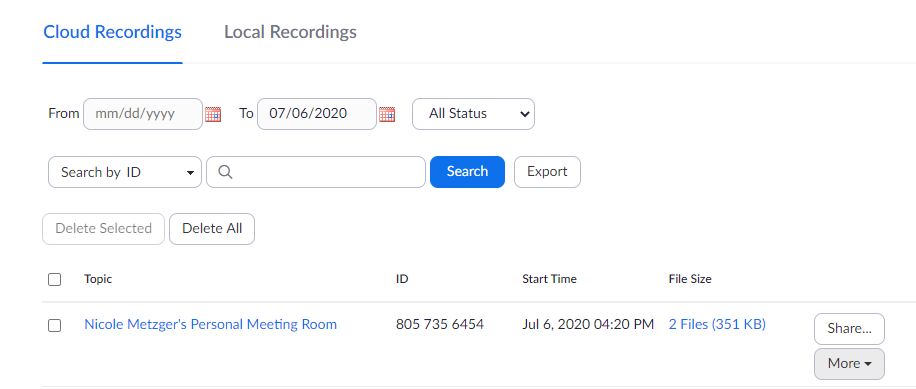 Cloud Recordings Local Recordings
From mm/dd/yyyy To 07/06/2020 All Status
Search by ID Search Export
Delete Selected Delete All
Topic ID Start Time File Size
Nicole Metzger's Personal Meeting Room 805 735 6454 Jul 6, 2020 04:20 PM 2 Files (351 KB) Share...
More